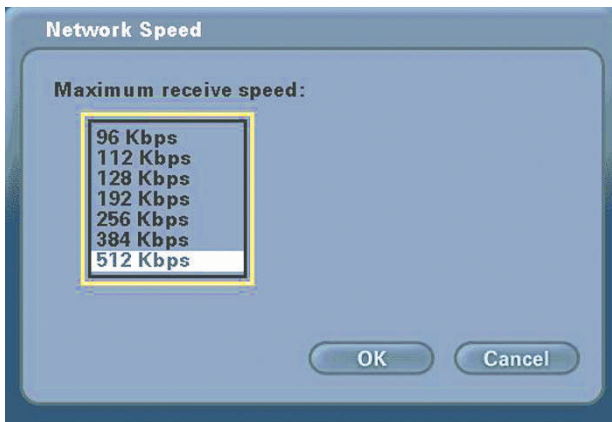 Network Speed
Maximum receive speed:
96 Kbps
112 Kbps
128 Kbps
192 Kbps
256 Kbps
384 Kbps
512 Kbps
OK Cancel